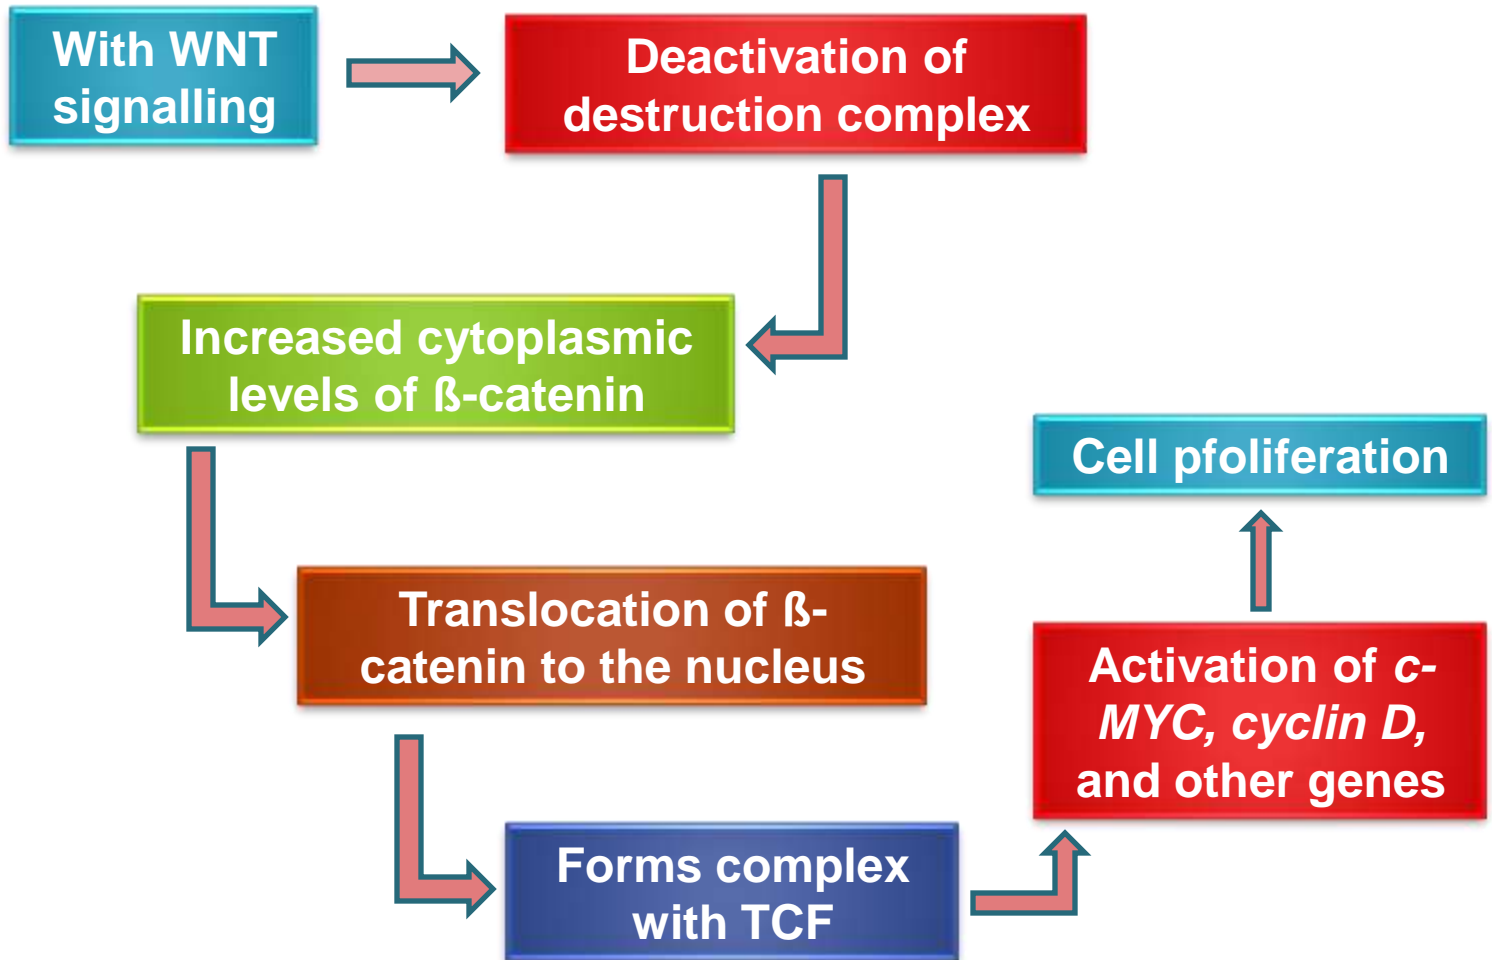 With WNT
signalling
Deactivation of
destruction complex
Increased cytoplasmic
levels of ß-catenin
Translocation of ß-
catenin to the nucleus
Forms complex
with TCF
Activation of c-
MYC, cyclin D,
and other genes
Cell pfoliferation